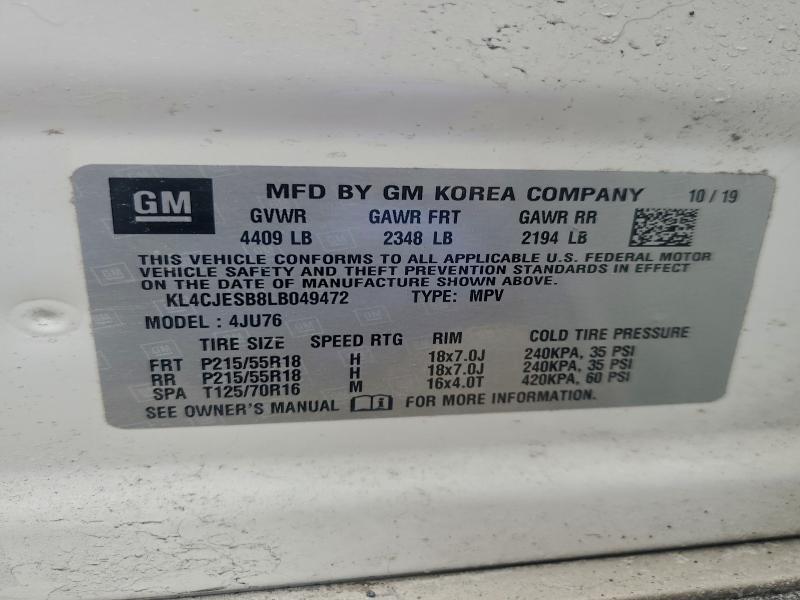 GM MFD BY GM KOREA COMPANY 10 / 19
GVWR GAWR FRT GAWR RR
4409 LB 2348 LB 2194 LB
THIS VEHICLE CONFORMS TO ALL APPLICABLE U.S. FEDERAL MOTOR
VEHICLE SAFETY AND THEFT PREVENTION STANDARDS IN EFFECT
ON THE DATE OF MANUFACTURE SHOWN ABOVE.
KL4CJESB8LB049472 TYPE: MPV
MODEL : 4JU76
TIRE SIZE SPEED RTG RIM COLD TIRE PRESSURE
FRT P215/55R18 H 18x7.0J 240KPA, 35 PSI
RR P215/55R18 H 18x7.0J 240KPA, 35 PSI
SPA T125/70R16 M 16x4.0T 420KPA, 60 PSI
SEE OWNER'S MANUAL FOR MORE INFORMATION.